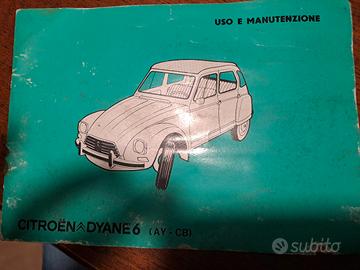 USO E MANUTENZIONE
CITROËN DYANE 6 (AY - CB)
subito